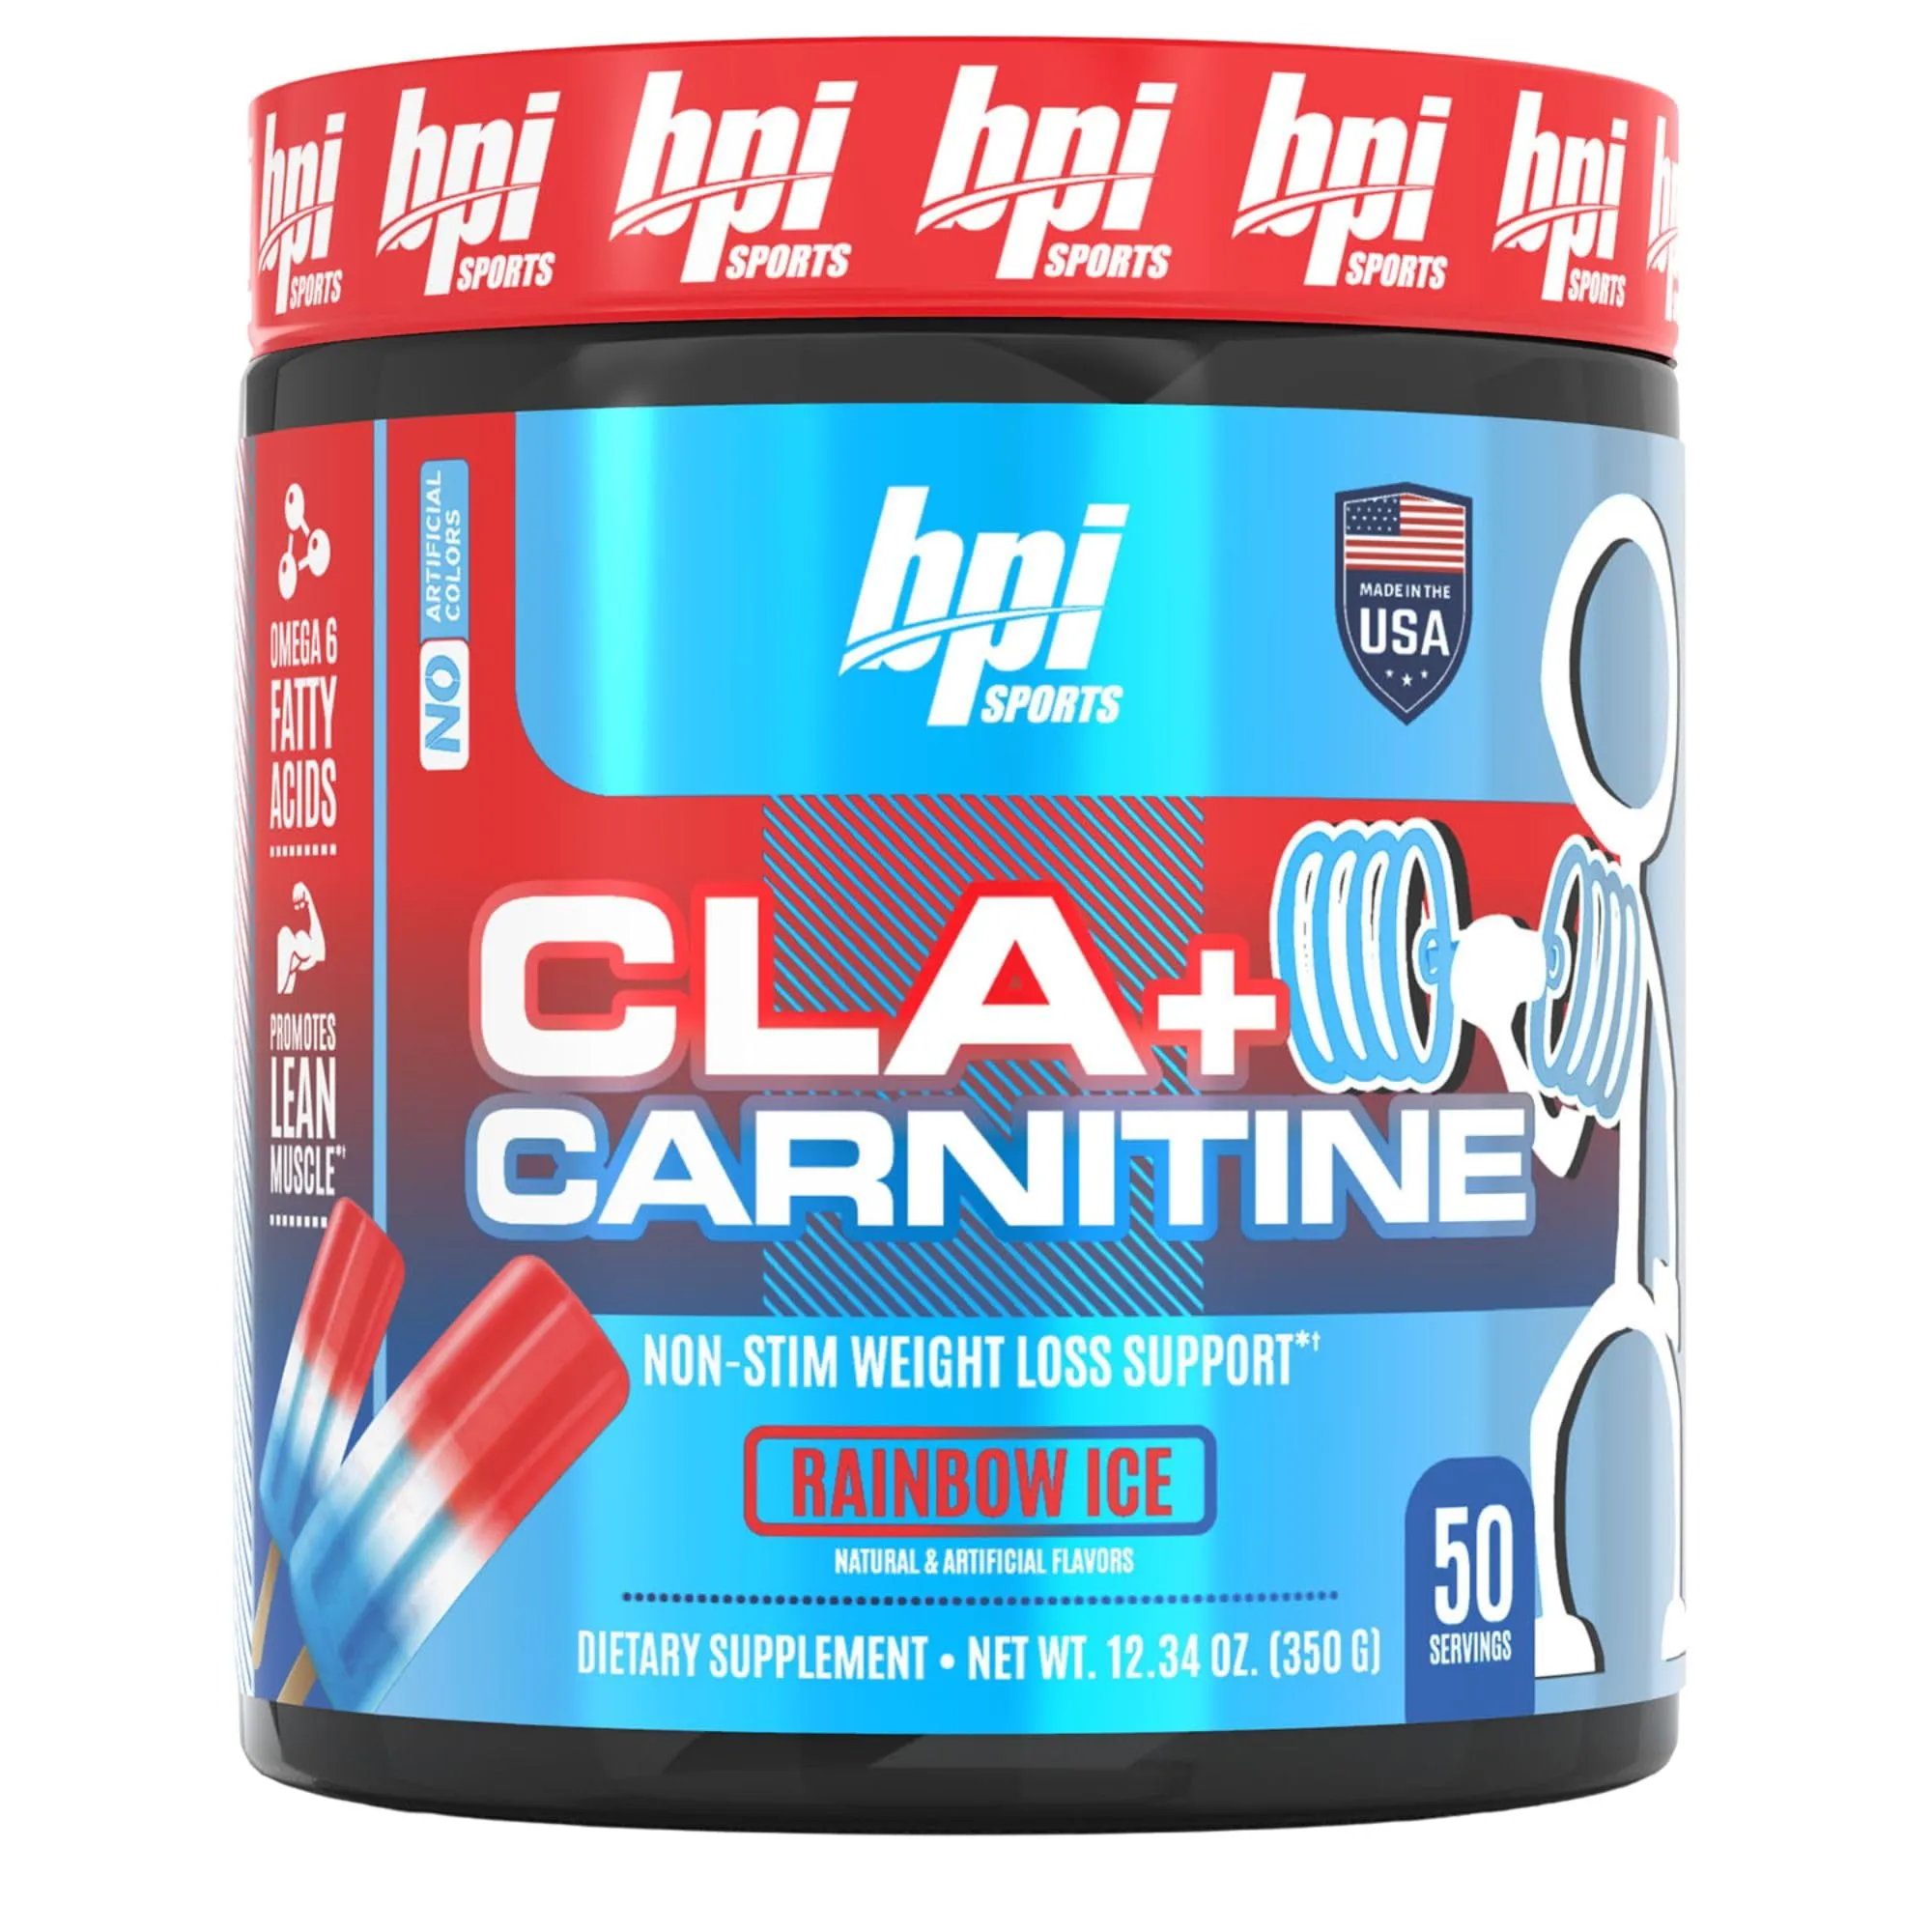 bpi SPORTS
bpi SPORTS
bpi SPORTS
bpi SPORTS
bpi SPORTS
bpi SPORTS
bpi
SPORTS
MADE IN THE
USA
NO ARTIFICIAL
COLORS
OMEGA 6
FATTY
ACIDS
PROMOTES
LEAN
MUSCLE*†
CLA+
CARNITINE
NON-STIM WEIGHT LOSS SUPPORT*†
RAINBOW ICE
NATURAL & ARTIFICIAL FLAVORS
DIETARY SUPPLEMENT • NET WT. 12.34 OZ. (350 G)
50
SERVINGS